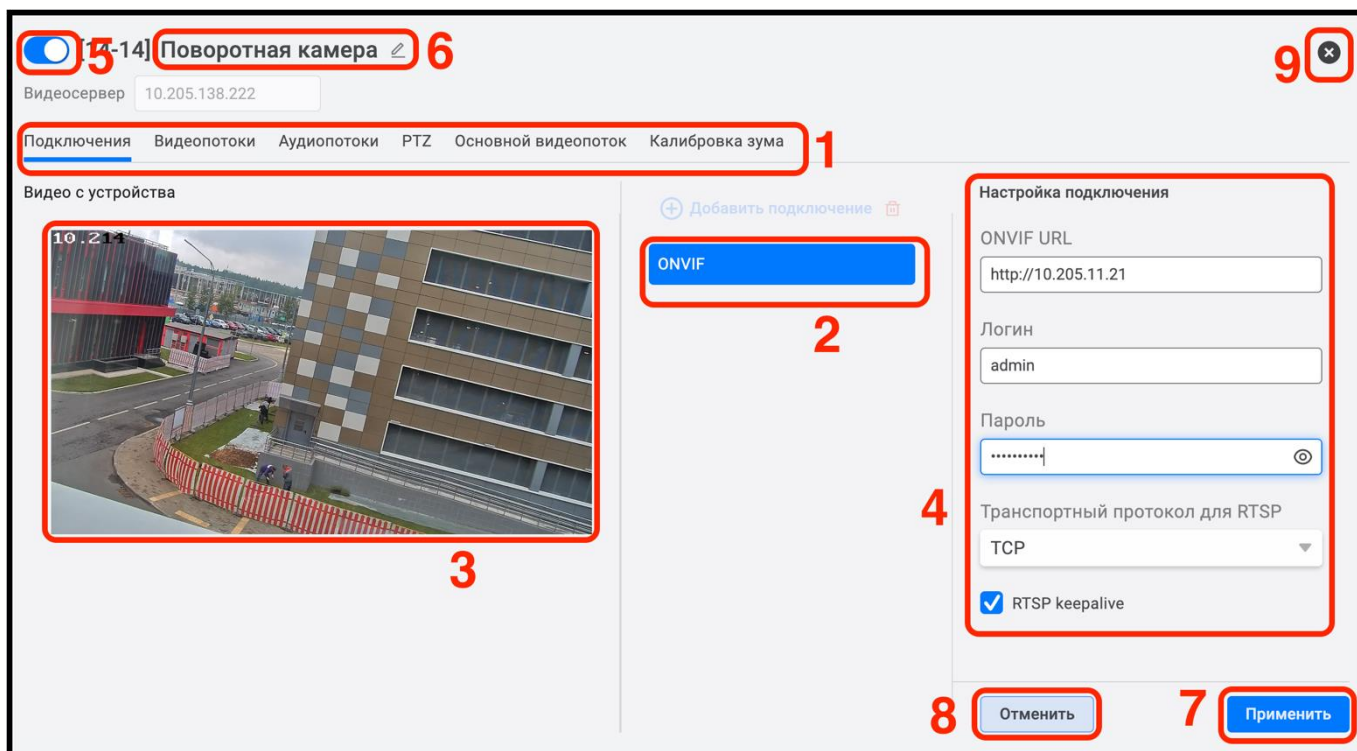 5 [14-14] Поворотная камера 6 9
Видеосервер 10.205.138.222
Подключения Видеопотоки Аудиопотоки PTZ Основной видеопоток Калибровка зума 1
Видео с устройства
10.214
3
Добавить подключение
ONVIF
2
Настройка подключения
ONVIF URL
http://10.205.11.21
Логин
admin
Пароль
••••••••••
4
Транспортный протокол для RTSP
TCP
RTSP keepalive
8 Отменить 7 Применить